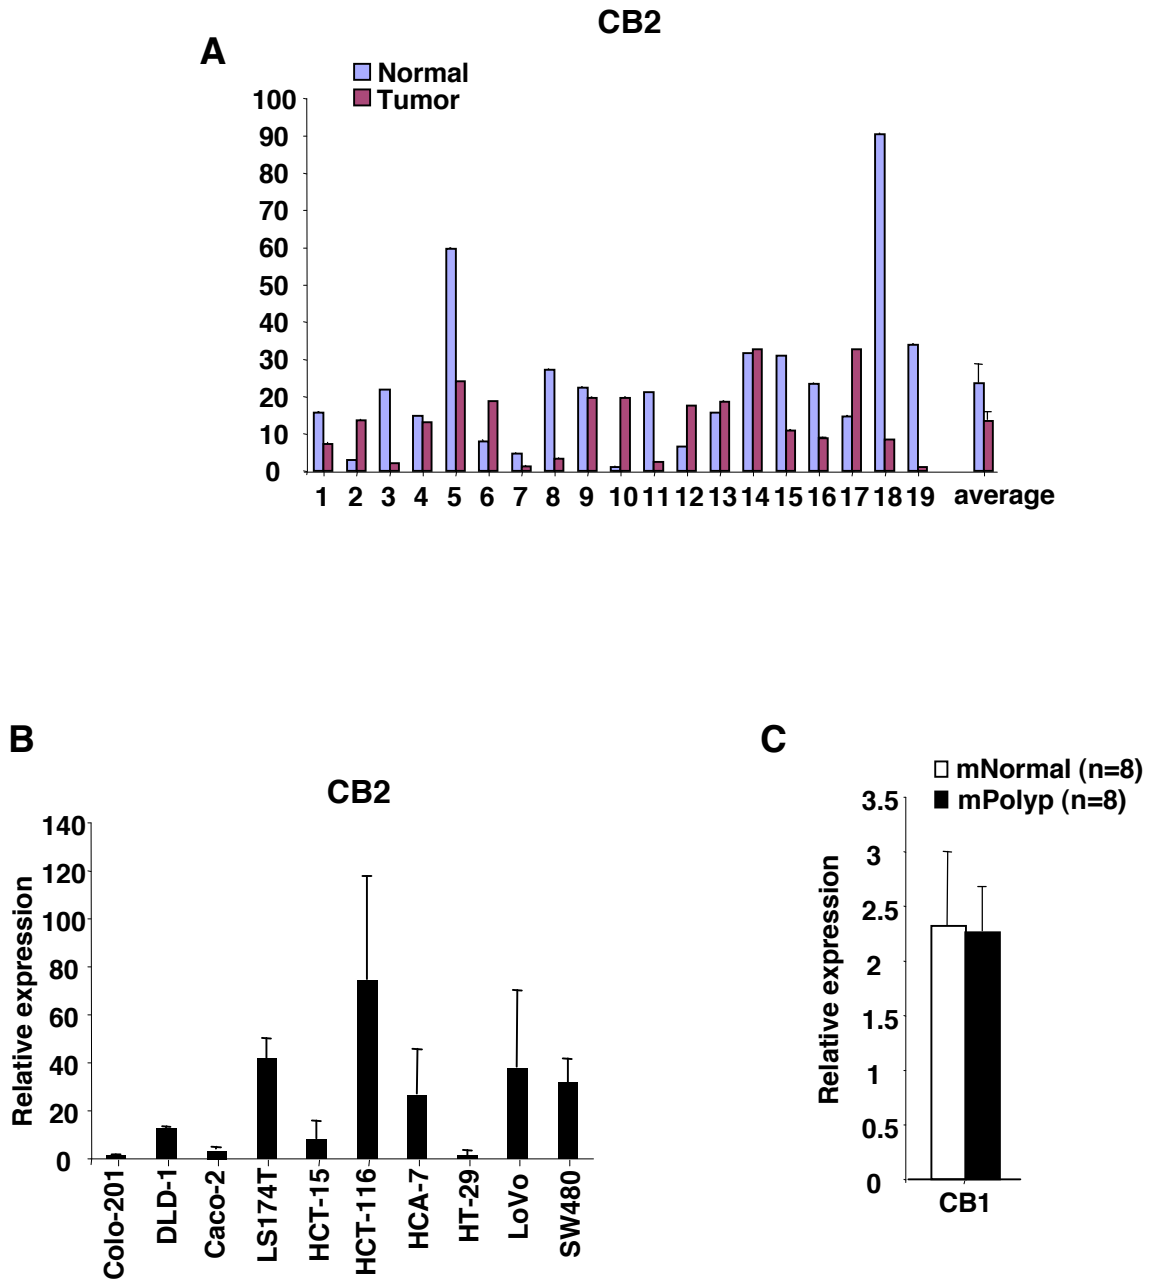 CB2
A
Normal
Tumor
100
90
80
70
60
50
40
30
20
10
0
1 2 3 4 5 6 7 8 9 10 11 12 13 14 15 16 17 18 19 average
B
CB2
Relative expression
140
120
100
80
60
40
20
0
Colo-201
DLD-1
Caco-2
LS174T
HCT-15
HCT-116
HCA-7
HT-29
LoVo
SW480
C
mNormal (n=8)
mPolyp (n=8)
Relative expression
3.5
3
2.5
2
1.5
1
0.5
0
CB1